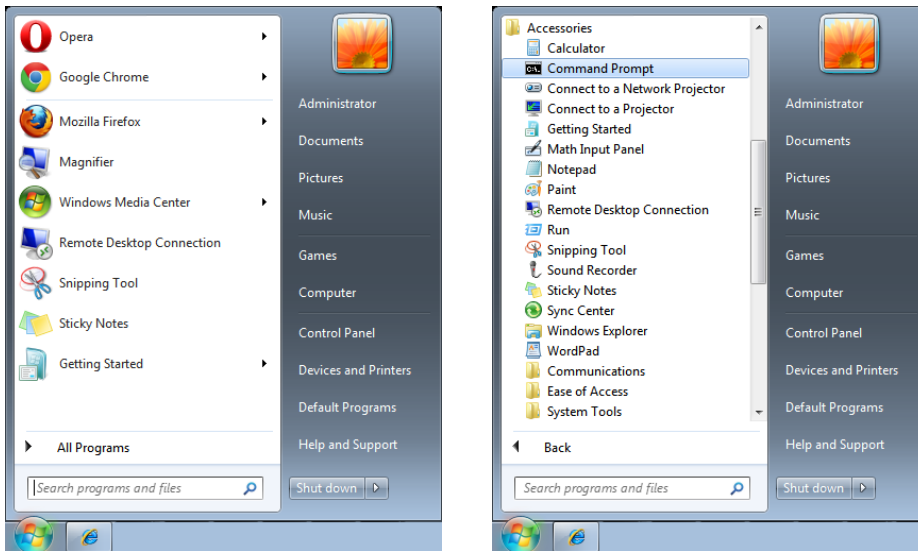 Opera
Google Chrome
Mozilla Firefox
Magnifier
Windows Media Center
Remote Desktop Connection
Snipping Tool
Sticky Notes
Getting Started
All Programs
Search programs and files
Administrator
Documents
Pictures
Music
Games
Computer
Control Panel
Devices and Printers
Default Programs
Help and Support
Shut down
Accessories
Calculator
Command Prompt
Connect to a Network Projector
Connect to a Projector
Getting Started
Math Input Panel
Notepad
Paint
Remote Desktop Connection
Run
Snipping Tool
Sound Recorder
Sticky Notes
Sync Center
Windows Explorer
WordPad
Communications
Ease of Access
System Tools
Back
Search programs and files
Administrator
Documents
Pictures
Music
Games
Computer
Control Panel
Devices and Printers
Default Programs
Help and Support
Shut down